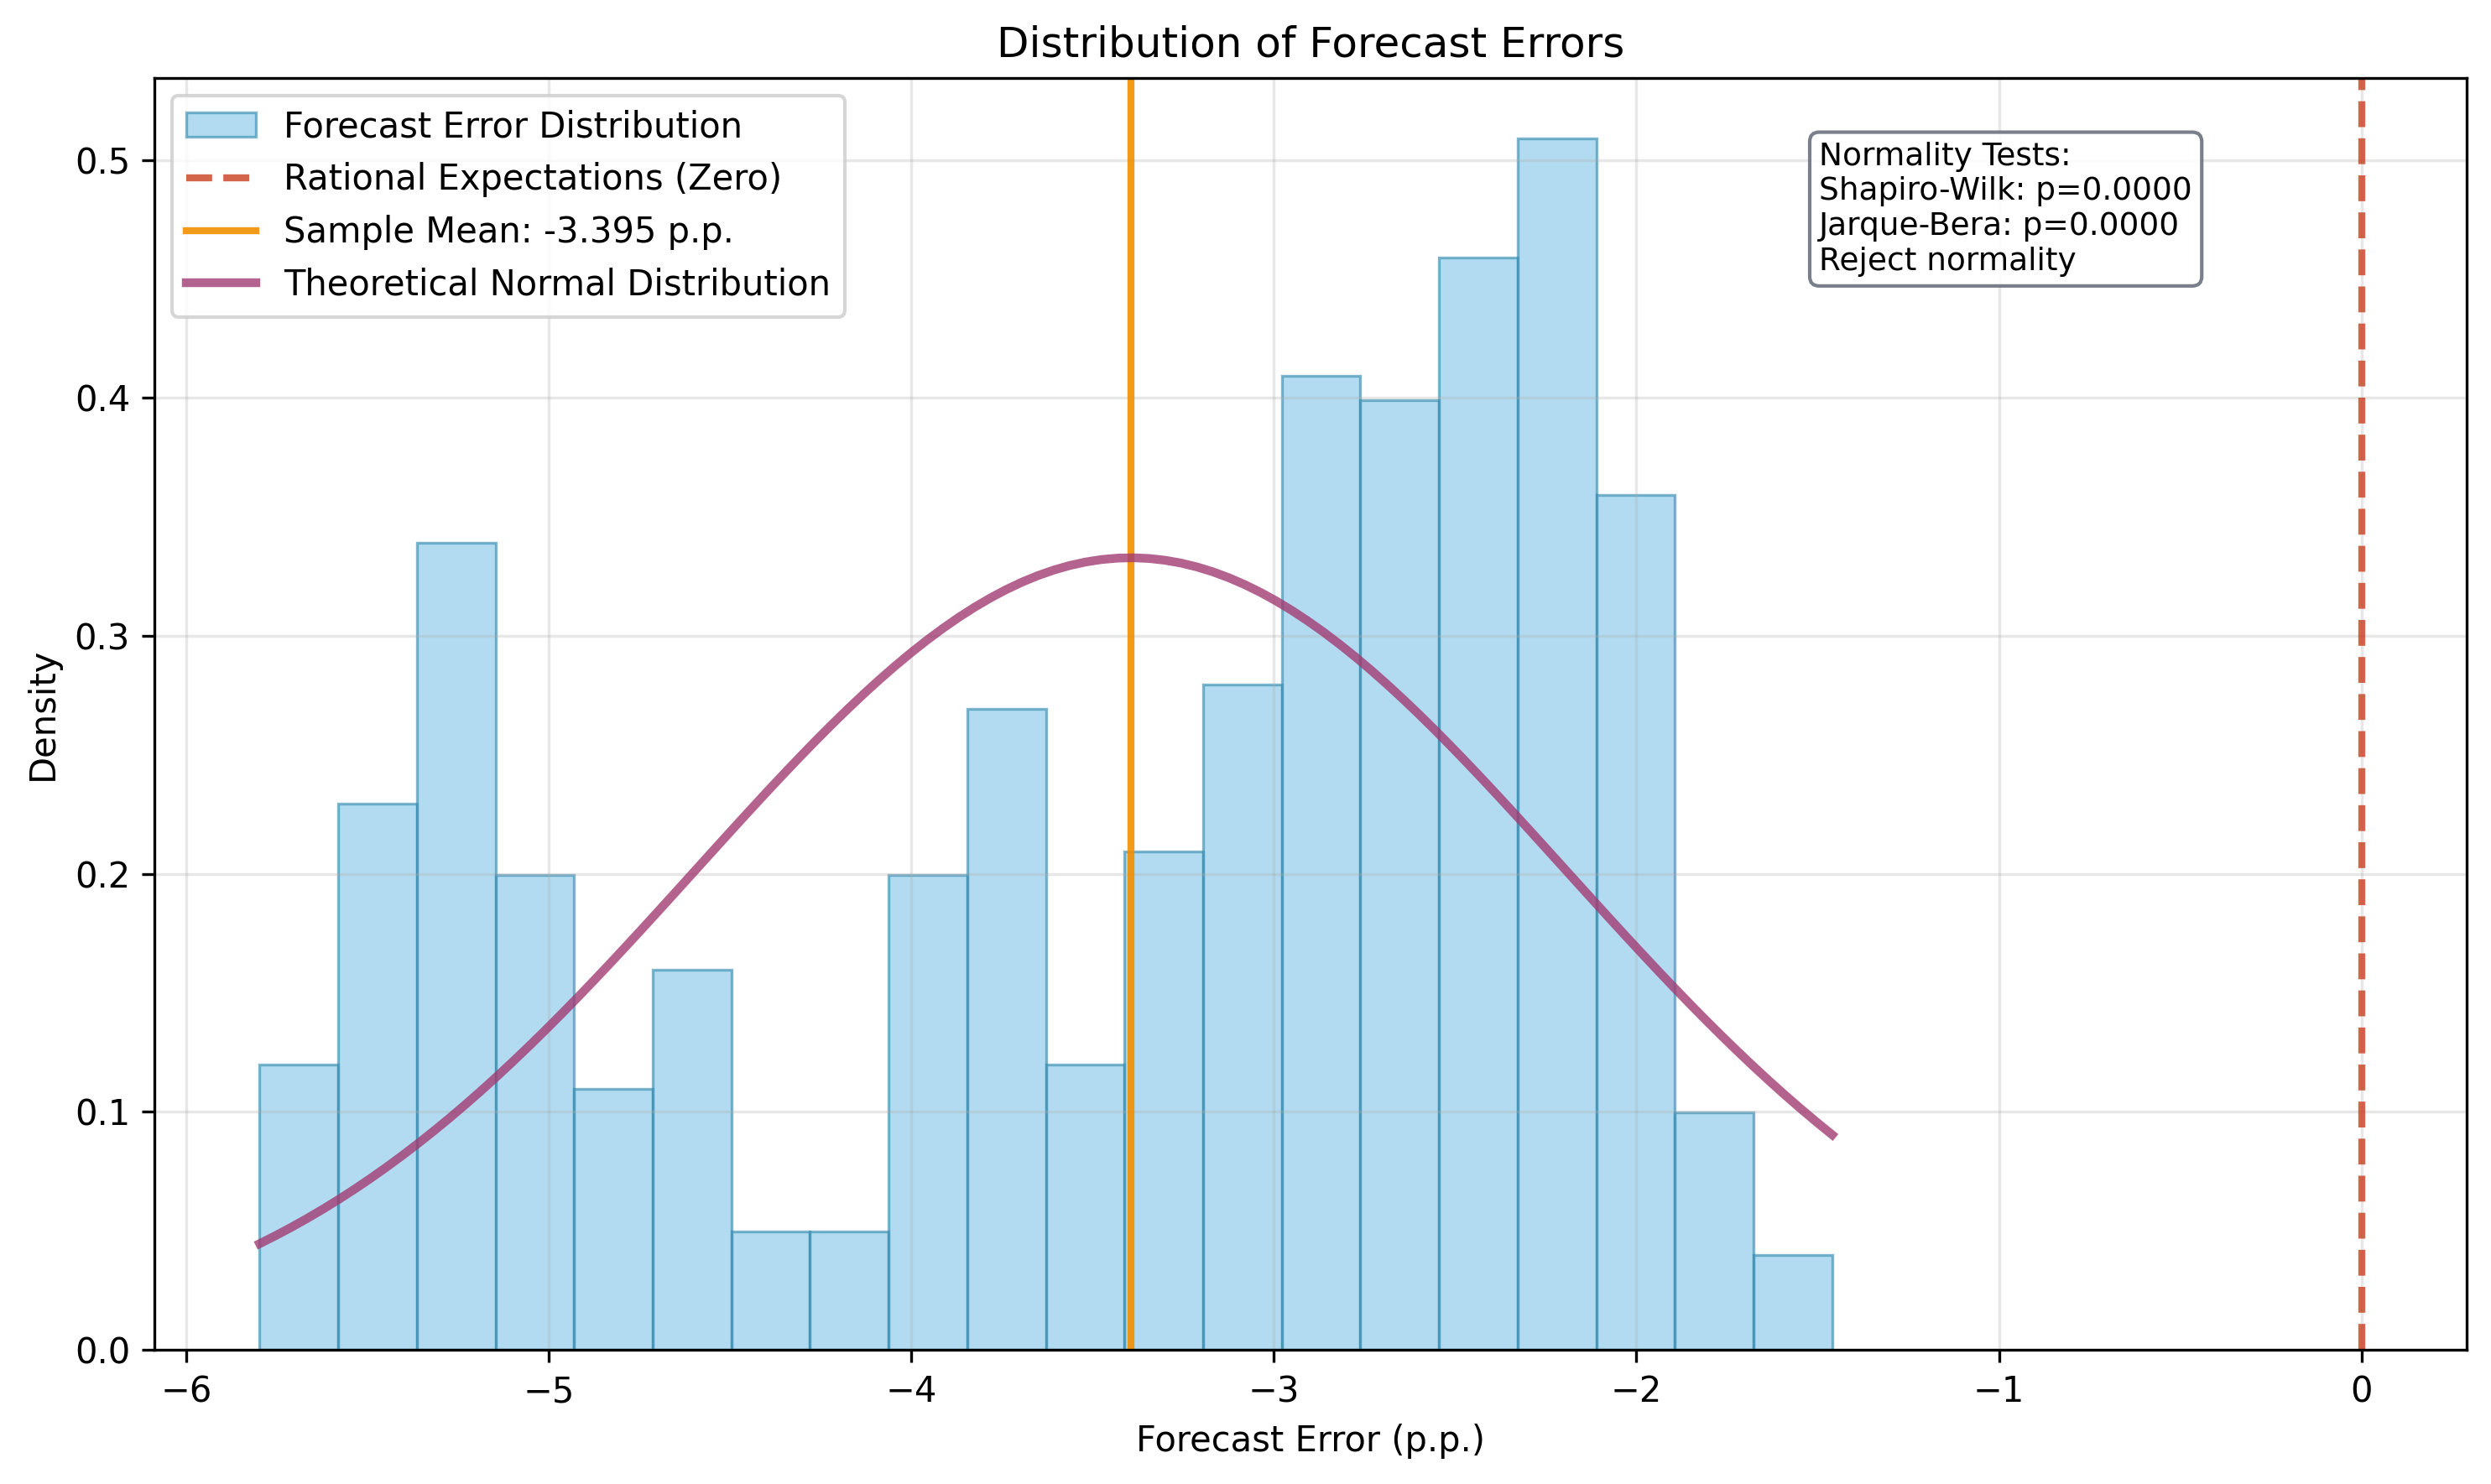 Distribution of Forecast Errors
Forecast Error Distribution
Rational Expectations (Zero)
Sample Mean: -3.395 p.p.
Theoretical Normal Distribution
Normality Tests:
Shapiro-Wilk: p=0.0000
Jarque-Bera: p=0.0000
Reject normality
Density
0.5
0.4
0.3
0.2
0.1
0.0
−6 −5 −4 −3 −2 −1 0
Forecast Error (p.p.)